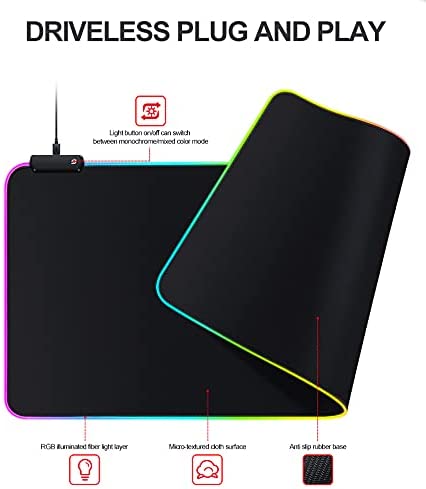 DRIVELESS PLUG AND PLAY
Light button on/off can switch
between monochrome/mixed color mode
RGB illuminated fiber light layer
Micro-textured cloth surface
Anti slip rubber base